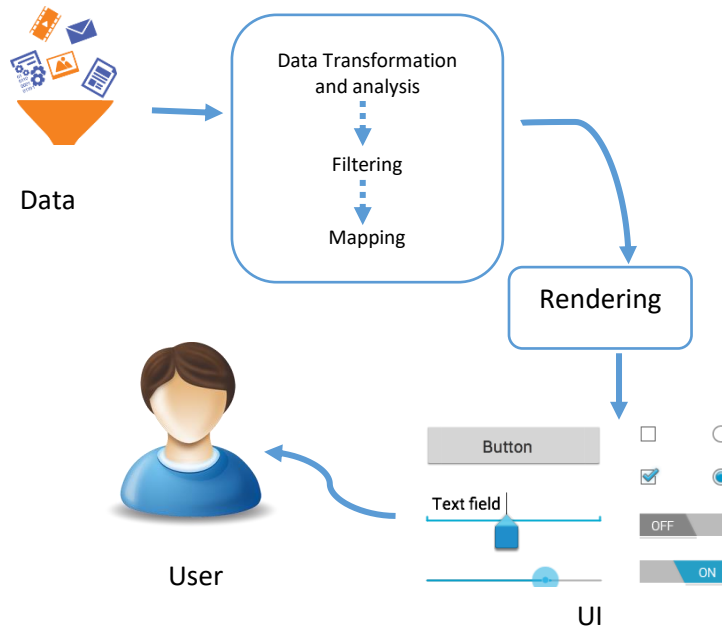 Data Transformation
and analysis
Filtering
Mapping
Data
Rendering
Button
Text field
OFF
ON
User
UI